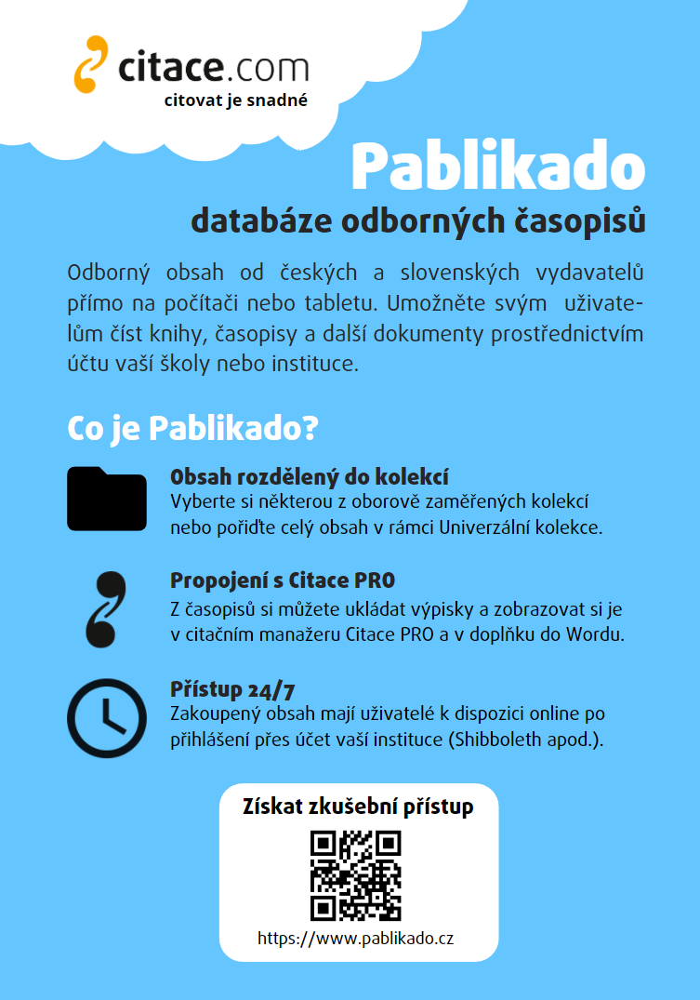 citace.com
citovat je snadné
Pablikado
databáze odborných časopisů
Odborný obsah od českých a slovenských vydavatelů
přímo na počítači nebo tabletu. Umožněte svým uživate-
lům číst knihy, časopisy a další dokumenty prostřednictvím
účtu vaší školy nebo instituce.
Co je Pablikado?
Obsah rozdělený do kolekcí
Vyberte si některou z oborově zaměřených kolekcí
nebo pořiďte celý obsah v rámci Univerzální kolekce.
Propojení s Citace PRO
Z časopisů si můžete ukládat výpisky a zobrazovat si je
v citačním manažeru Citace PRO a v doplňku do Wordu.
Přístup 24/7
Zakoupený obsah mají uživatelé k dispozici online po
přihlášení přes účet vaší instituce (Shibboleth apod.).
Získat zkušební přístup
https://www.pablikado.cz